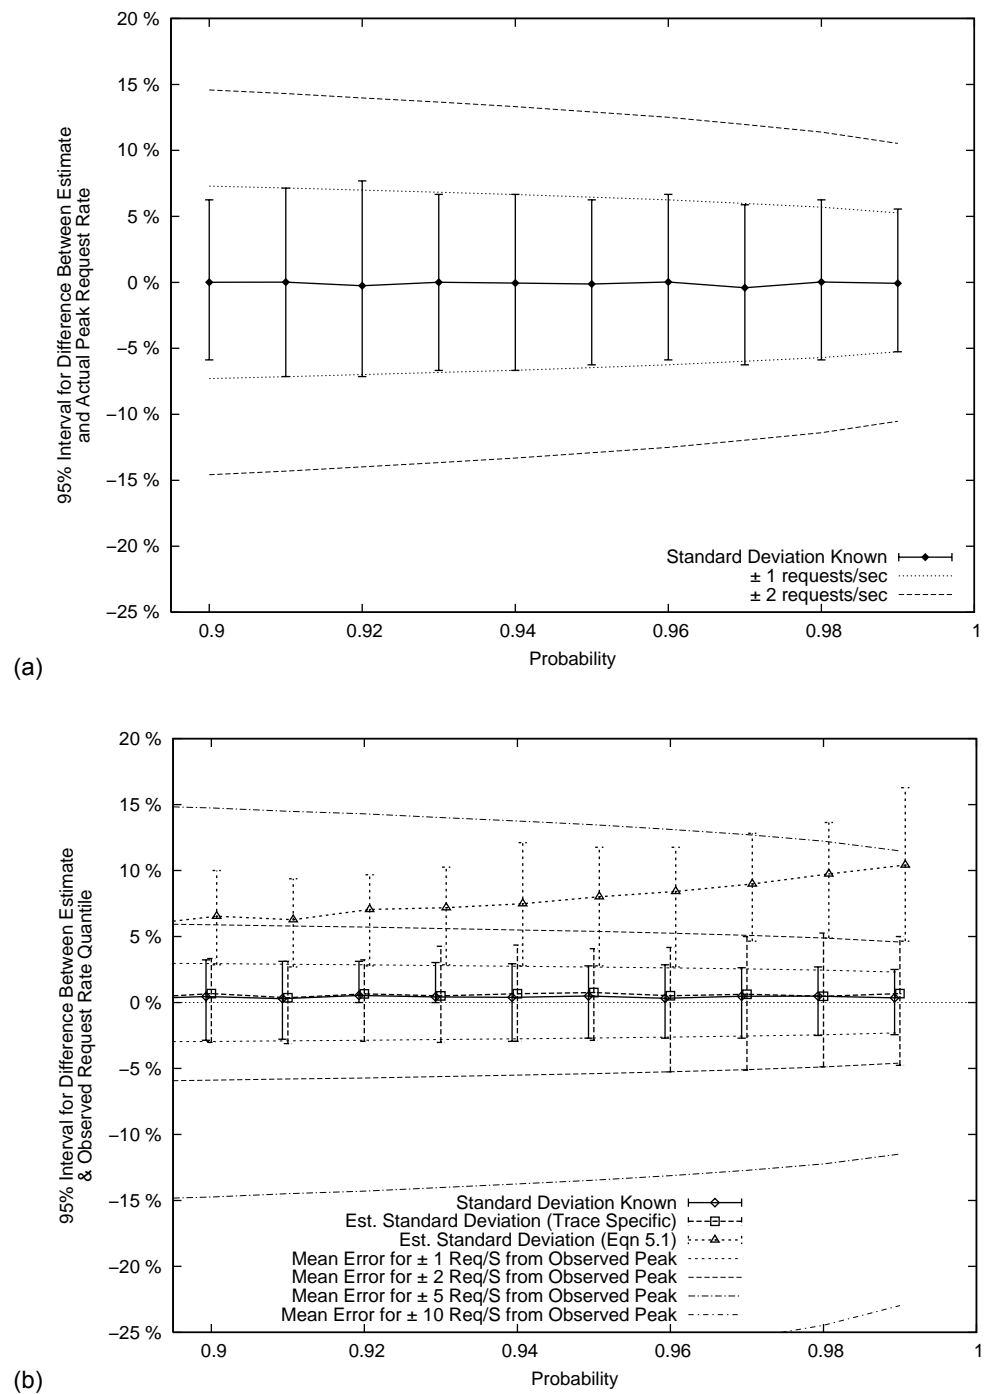 20 %
15 %
10 %
5 %
0 %
−5 %
−10 %
−15 %
−20 %
−25 %
95% Interval for Difference Between Estimate
and Actual Peak Request Rate
Standard Deviation Known
± 1 requests/sec
± 2 requests/sec
0.9 0.92 0.94 0.96 0.98 1
Probability
(a)
20 %
15 %
10 %
5 %
0 %
−5 %
−10 %
−15 %
−20 %
−25 %
95% Interval for Difference Between Estimate
& Observed Request Rate Quantile
Standard Deviation Known
Est. Standard Deviation (Trace Specific)
Est. Standard Deviation (Eqn 5.1)
Mean Error for ± 1 Req/S from Observed Peak
Mean Error for ± 2 Req/S from Observed Peak
Mean Error for ± 5 Req/S from Observed Peak
Mean Error for ± 10 Req/S from Observed Peak
0.9 0.92 0.94 0.96 0.98 1
Probability
(b)